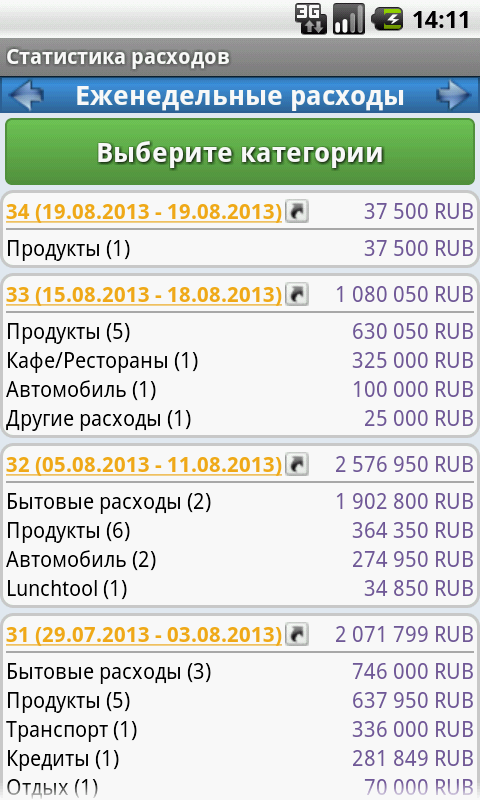 3G 14:11
Статистика расходов
Еженедельные расходы
Выберите категории
34 (19.08.2013 - 19.08.2013) 37 500 RUB
Продукты (1) 37 500 RUB
33 (15.08.2013 - 18.08.2013) 1 080 050 RUB
Продукты (5) 630 050 RUB
Кафе/Рестораны (1) 325 000 RUB
Автомобиль (1) 100 000 RUB
Другие расходы (1) 25 000 RUB
32 (05.08.2013 - 11.08.2013) 2 576 950 RUB
Бытовые расходы (2) 1 902 800 RUB
Продукты (6) 364 350 RUB
Автомобиль (2) 274 950 RUB
Lunchtool (1) 34 850 RUB
31 (29.07.2013 - 03.08.2013) 2 071 799 RUB
Бытовые расходы (3) 746 000 RUB
Продукты (5) 637 950 RUB
Транспорт (1) 336 000 RUB
Кредиты (1) 281 849 RUB
Отдых (1) 70 000 RUB